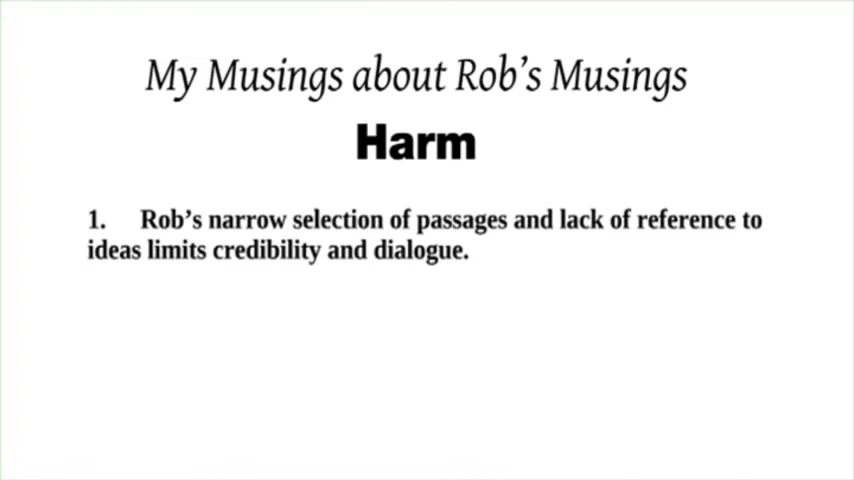 My Musings about Rob’s Musings
Harm
1. Rob’s narrow selection of passages and lack of reference to
ideas limits credibility and dialogue.